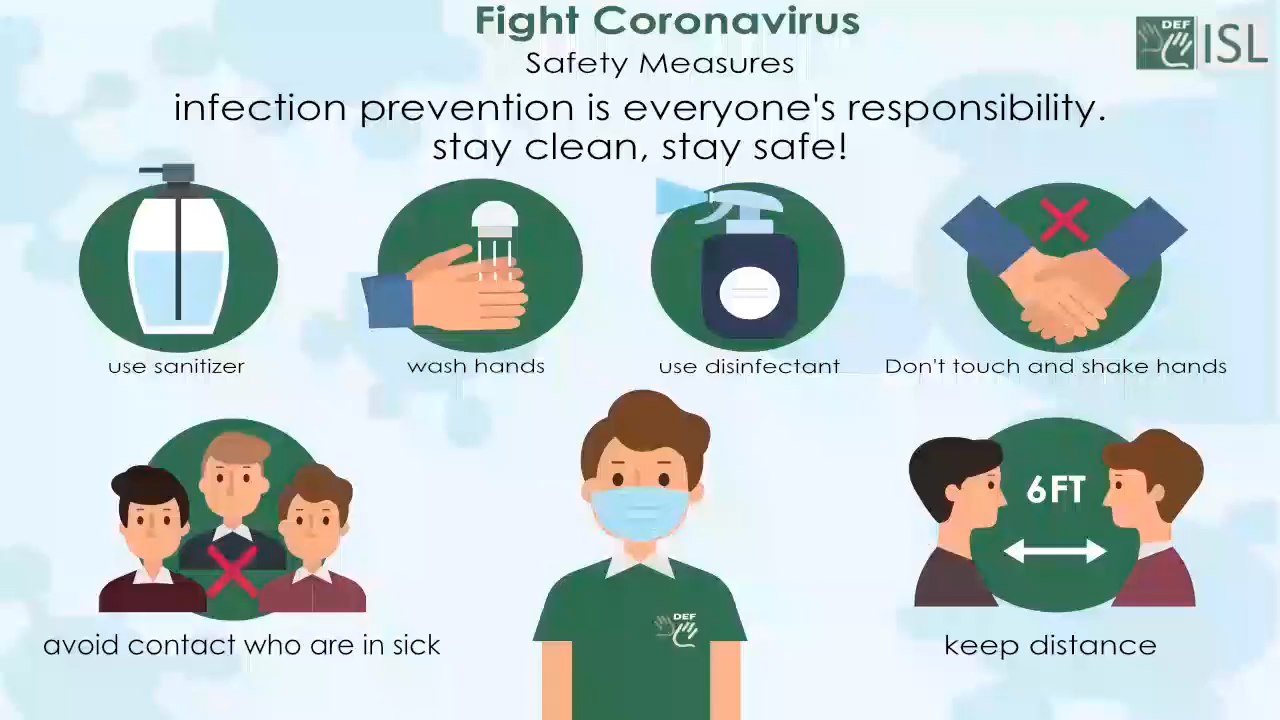 Fight Coronavirus
DEF
ISL
Safety Measures
infection prevention is everyone's responsibility.
stay clean, stay safe!
use sanitizer
wash hands
use disinfectant
Don't touch and shake hands
6FT
DEF
avoid contact who are in sick
keep distance